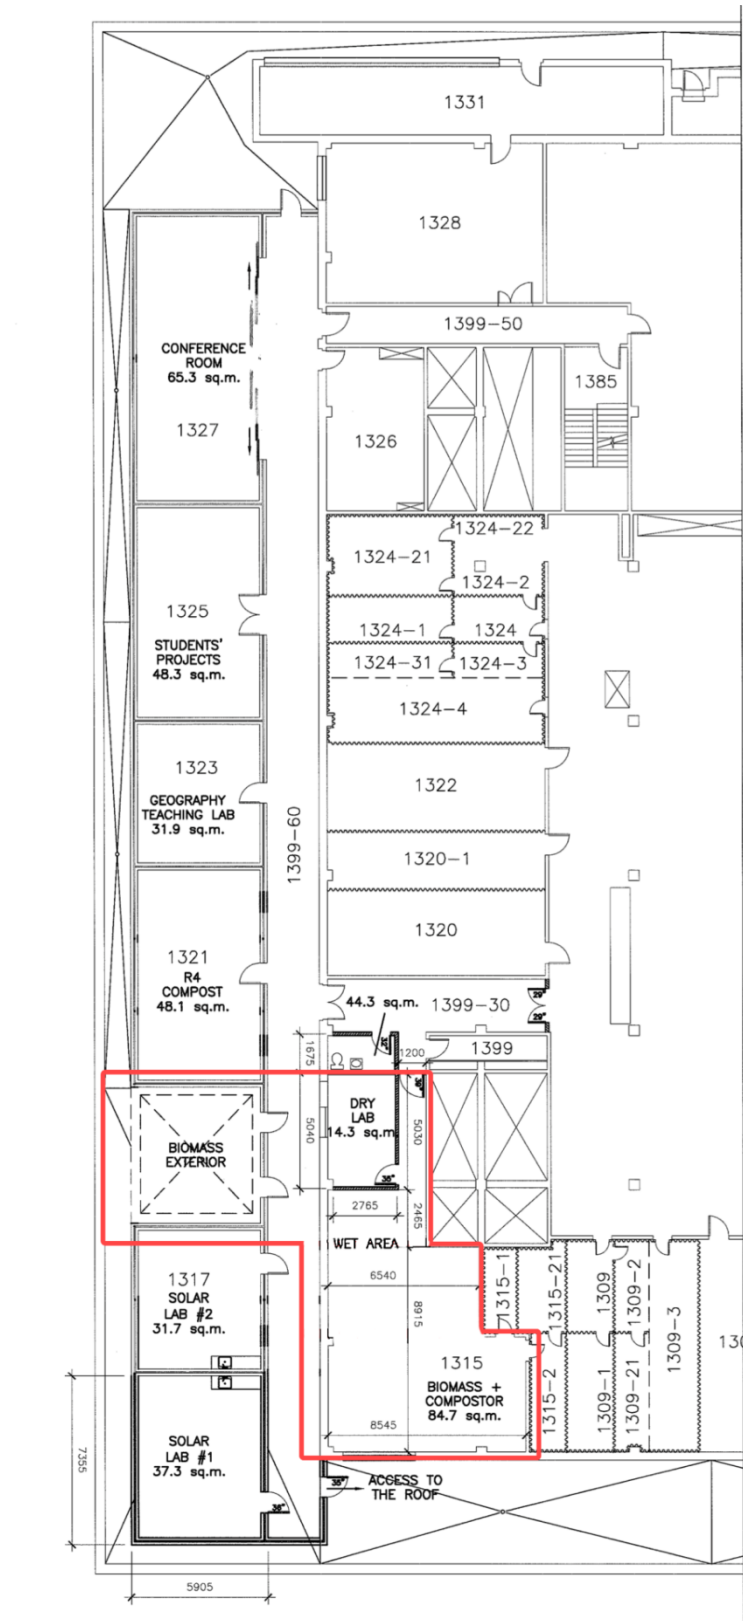 1331
1328
1399-50
CONFERENCE
ROOM
65.3 sq.m.
1327
1385
1326
1324-22
1324-21
1324-2
1325
1324-1
1324
STUDENTS'
PROJECTS
48.3 sq.m.
1324-31
1324-3
1324-4
1323
GEOGRAPHY
TEACHING LAB
31.9 sq.m.
1322
1399-60
1320-1
1320
1321
R4
COMPOST
48.1 sq.m.
44.3 sq.m.
1399-30
29"
29"
1675
32"
1200
1399
DRY
LAB
14.3 sq.m.
5040
5030
36"
36"
BIOMASS
EXTERIOR
2765
2465
WET AREA
6540
1317
SOLAR
LAB #2
31.7 sq.m.
8915
1315-1
1315-21
1309
1309-2
1309-3
130
1315
BIOMASS +
COMPOSTOR
84.7 sq.m.
1315-2
1309-1
1309-21
8545
SOLAR
LAB #1
37.3 sq.m.
7355
36"
36"
ACCESS TO
THE ROOF
5905